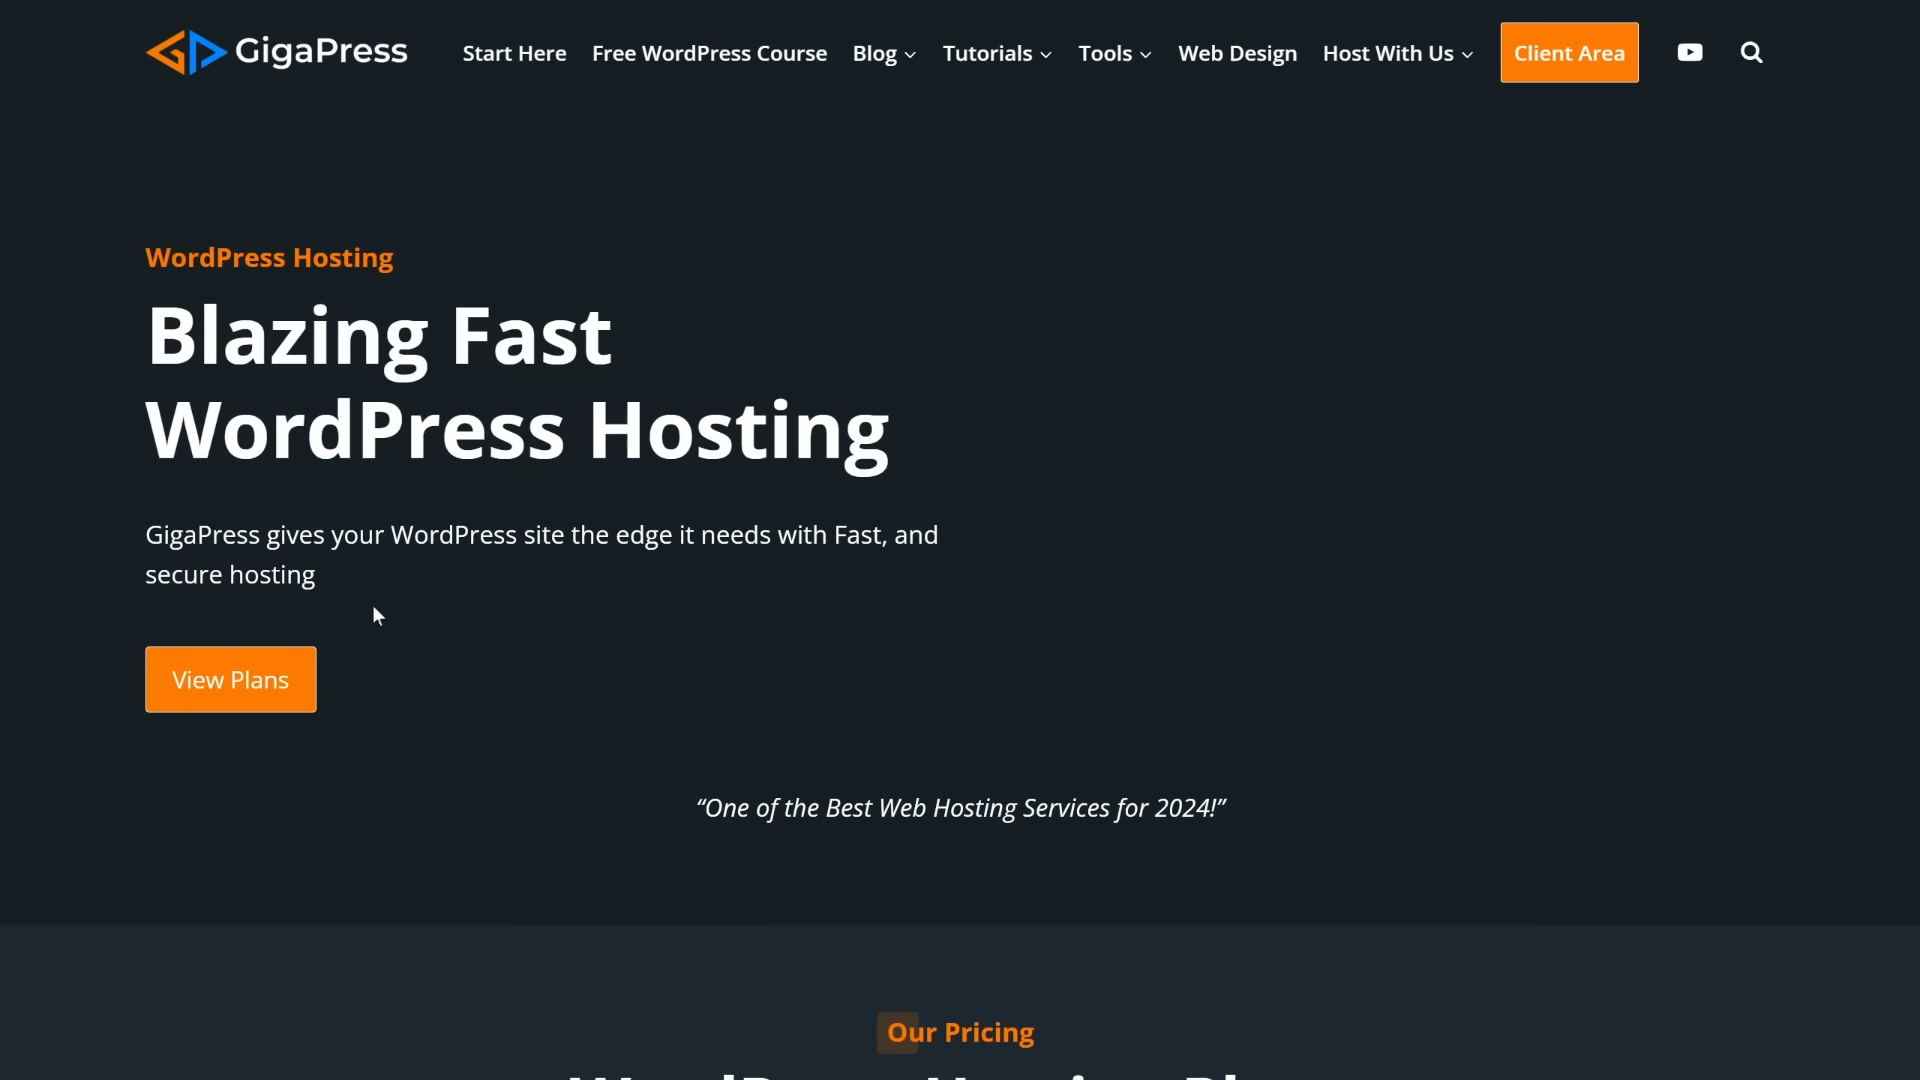 GigaPress
Start Here Free WordPress Course Blog Tutorials Tools Web Design Host With Us Client Area
WordPress Hosting
Blazing Fast
WordPress Hosting
GigaPress gives your WordPress site the edge it needs with Fast, and
secure hosting
View Plans
“One of the Best Web Hosting Services for 2024!”
Our Pricing